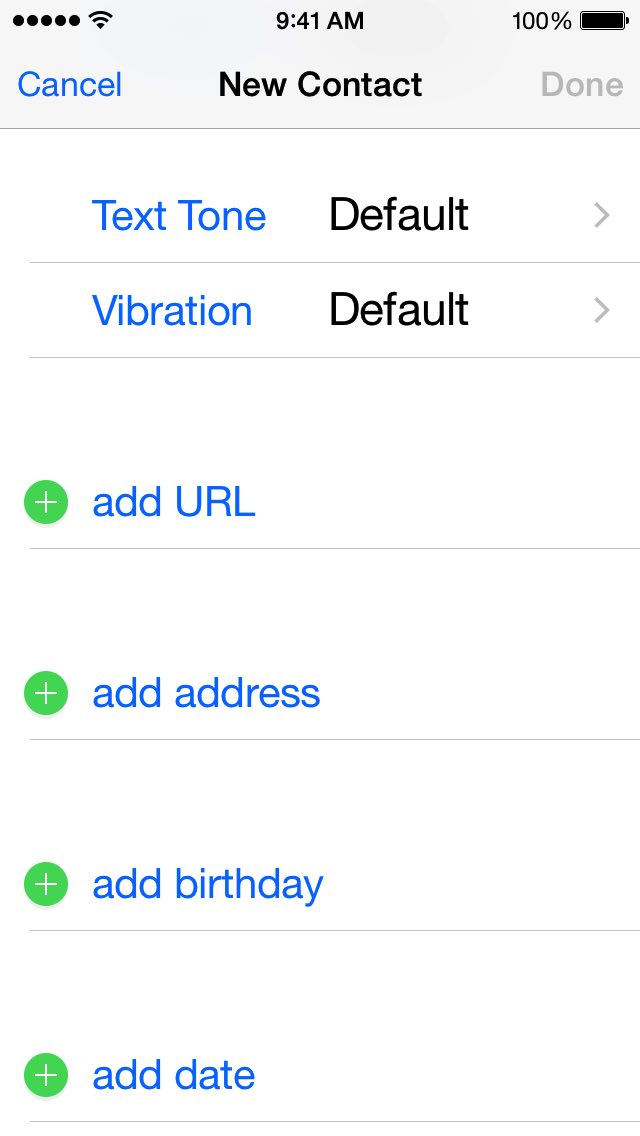 9:41 AM 100%
Cancel New Contact Done
Text Tone Default
Vibration Default
add URL
add address
add birthday
add date